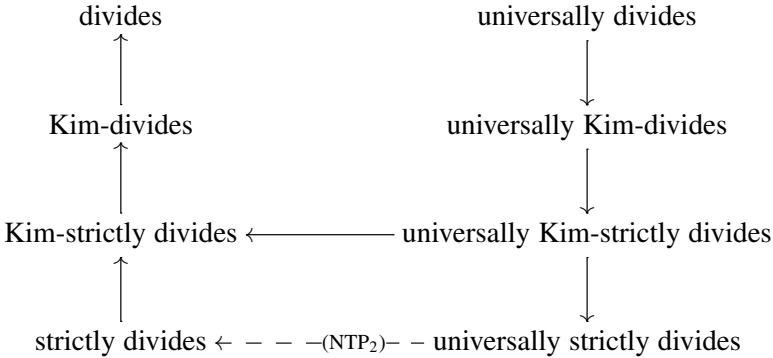 divides universally divides
Kim-divides universally Kim-divides
Kim-strictly divides universally Kim-strictly divides
strictly divides (NTP₂) universally strictly divides